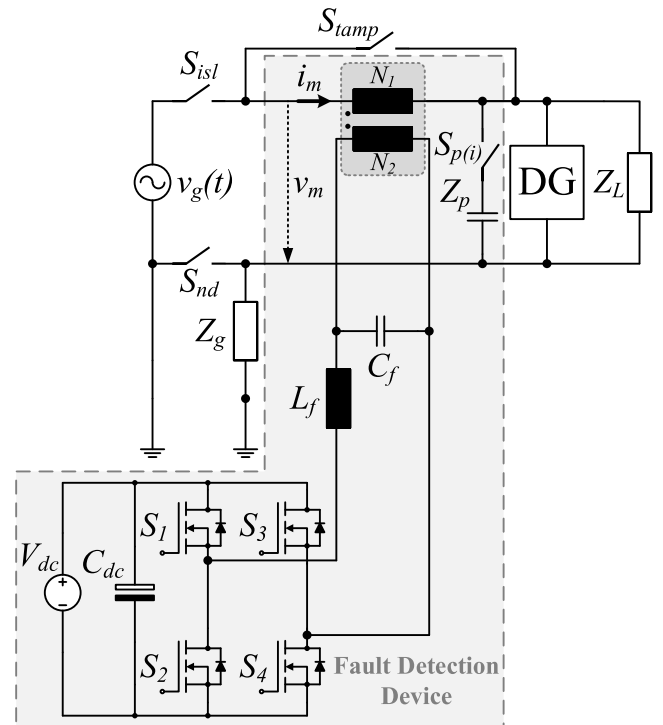 S_tamp
S_isl
i_m
N_1
N_2
S_p(i)
v_g(t)
v_m
Z_p
DG
Z_L
S_nd
Z_g
C_f
L_f
S_1
S_3
V_dc
C_dc
S_2
S_4
Fault Detection
Device